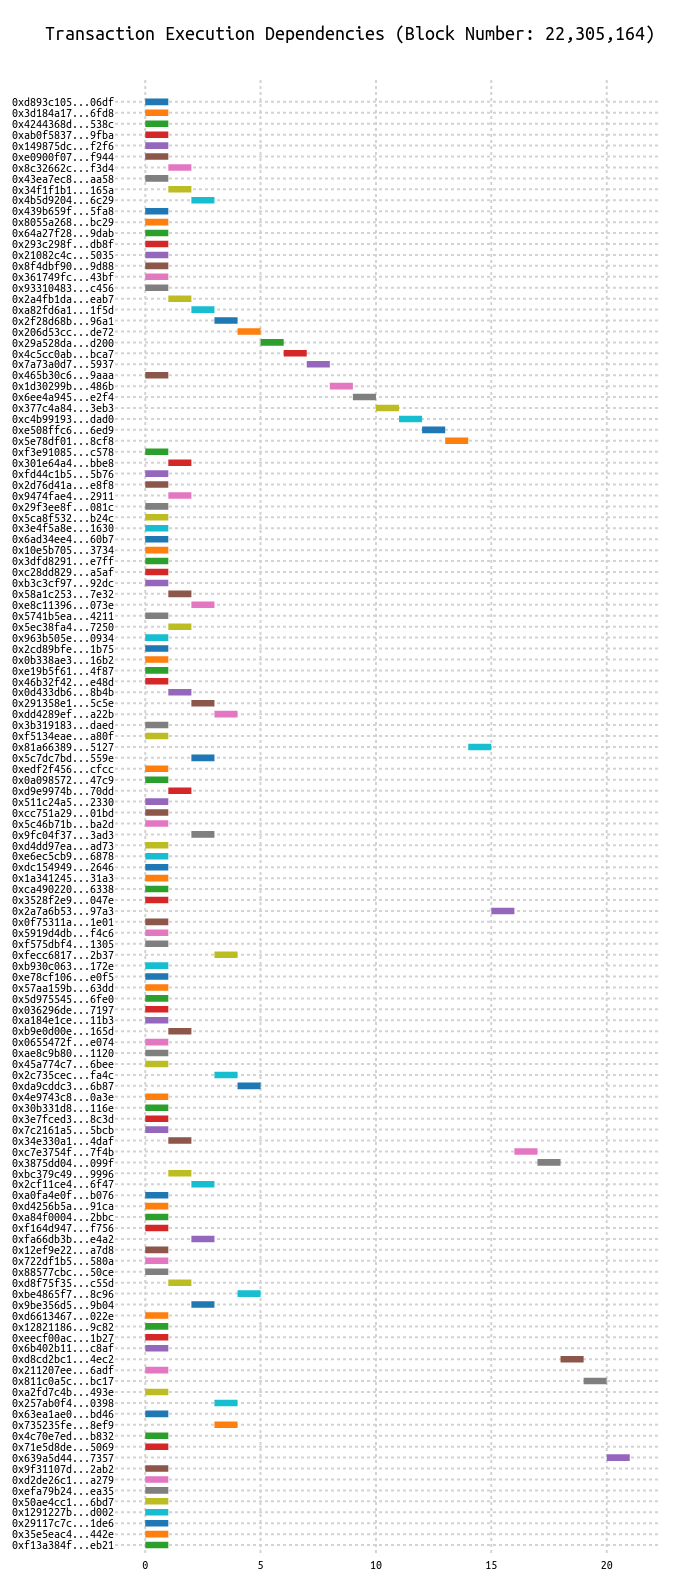 Transaction Execution Dependencies (Block Number: 22,305,164)
0xd893c105...06df
0x3d184a17...6fd8
0x4244368d...538c
0xab0f5837...9fba
0x149875dc...f2f6
0xe0900f07...f944
0x8c32662c...f3d4
0x43ea7ec8...aa58
0x34f1f1b1...165a
0x4b5d9204...6c29
0x439b659f...5fa8
0x8055a268...bc29
0x64a27f28...9dab
0x293c298f...db8f
0x21082c4c...5035
0x8f4dbf90...9d88
0x361749fc...43bf
0x93310483...c456
0x2a4fb1da...eab7
0xa82fd6a1...1f5d
0x2f28d68b...96a1
0x206d53cc...de72
0x29a528da...d200
0x4c5cc0ab...bca7
0x7a73a0d7...5937
0x465b30c6...9aaa
0x1d30299b...486b
0x6ee4a945...e2f4
0x377c4a84...3eb3
0xc4b99193...dad0
0xe508ffc6...6ed9
0x5e78df01...8cf8
0xf3e91085...c578
0x301e64a4...bbe8
0xfd44c1b5...5b76
0x2d76d41a...e8f8
0x9474fae4...2911
0x29f3ee8f...081c
0x5ca8f532...b24c
0x3e4f5a8e...1630
0x6ad34ee4...60b7
0x10e5b705...3734
0x3dfd8291...e7ff
0xc28dd829...a5af
0xb3c3cf97...92dc
0x58a1c253...7e32
0xe8c11396...073e
0x5741b5ea...4211
0x5ec38fa4...7250
0x963b505e...0934
0x2cd89bfe...1b75
0x0b338ae3...16b2
0xe19b5f61...4f87
0x46b32f42...e48d
0x0d433db6...8b4b
0x291358e1...5c5e
0xdd4289ef...a22b
0x3b319183...daed
0xf5134eae...a80f
0x81a66389...5127
0x5c7dc7bd...559e
0xedf2f456...cfcc
0x0a098572...47c9
0xd9e9974b...70dd
0x511c24a5...2330
0xcc751a29...01bd
0x5c46b71b...ba2d
0x9fc04f37...3ad3
0xd4dd97ea...ad73
0xe6ec5cb9...6878
0xdc154949...2646
0x1a341245...31a3
0xca490220...6338
0x3528f2e9...047e
0x2a7a6b53...97a3
0x0f75311a...1e01
0x5919d4db...f4c6
0xf575dbf4...1305
0xfecc6817...2b37
0xb930c063...172e
0xe78cf106...e0f5
0x57aa159b...63dd
0x5d975545...6fe0
0x036296de...7197
0xa184e1ce...11b3
0xb9e0d00e...165d
0x0655472f...e074
0xae8c9b80...1120
0x45a774c7...6bee
0x2c735cec...fa4c
0xda9cddc3...6b87
0x4e9743c8...0a3e
0x30b331d8...116e
0x3e7fced3...8c3d
0x7c2161a5...5bcb
0x34e330a1...4daf
0xc7e3754f...7f4b
0x3875dd04...099f
0xbc379c49...9996
0x2cf11ce4...6f47
0xa0fa4e0f...b076
0xd4256b5a...91ca
0xa84f0004...2bbc
0xf164d947...f756
0xfa66db3b...e4a2
0x12ef9e22...a7d8
0x722df1b5...580a
0x88577cbc...50ce
0xd8f75f35...c55d
0xbe4865f7...8c96
0x9be356d5...9b04
0xd6613467...022e
0x12821186...9c82
0xeecf00ac...1b27
0x6b402b11...c8af
0xd8cd2bc1...4ec2
0x211207ee...6adf
0x811c0a5c...bc17
0xa2fd7c4b...493e
0x257ab0f4...0398
0x63ea1ae0...bd46
0x735235fe...8ef9
0x4c70e7ed...b832
0x71e5d8de...5069
0x639a5d44...7357
0x9f31107d...2ab2
0xd2de26c1...a279
0xefa79b24...ea35
0x50ae4cc1...6bd7
0x1291227b...d002
0x29117c7c...1de6
0x35e5eac4...442e
0xf13a384f...eb21
0 5 10 15 20